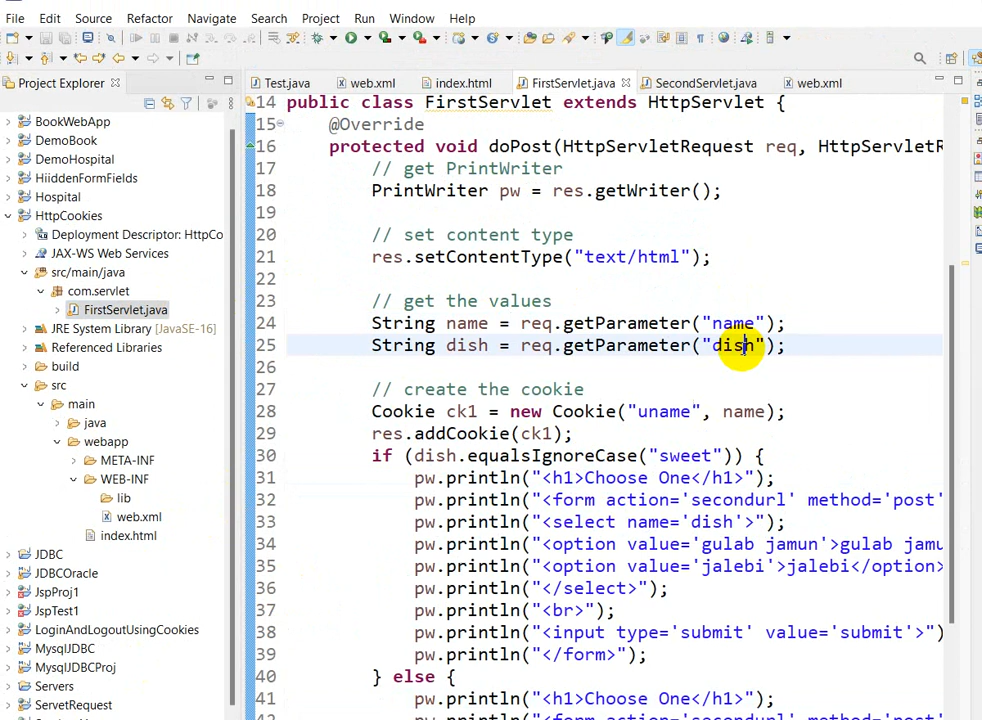 File Edit Source Refactor Navigate Search Project Run Window Help
Project Explorer
Test.java web.xml index.html FirstServlet.java SecondServlet.java web.xml
BookWebApp
DemoBook
DemoHospital
HiiddenFormFields
Hospital
HttpCookies
Deployment Descriptor: HttpCo
JAX-WS Web Services
src/main/java
com.servlet
FirstServlet.java
JRE System Library [JavaSE-16]
Referenced Libraries
build
src
main
java
webapp
META-INF
WEB-INF
lib
web.xml
index.html
JDBC
JDBCOracle
JspProj1
JspTest1
LoginAndLogoutUsingCookies
MysqlJDBC
MysqlJDBCProj
Servers
ServetRequest
14 public class FirstServlet extends HttpServlet {
15 @Override
16 protected void doPost(HttpServletRequest req, HttpServletR
17 // get PrintWriter
18 PrintWriter pw = res.getWriter();
19
20 // set content type
21 res.setContentType("text/html");
22
23 // get the values
24 String name = req.getParameter("name");
25 String dish = req.getParameter("dish");
26
27 // create the cookie
28 Cookie ck1 = new Cookie("uname", name);
29 res.addCookie(ck1);
30 if (dish.equalsIgnoreCase("sweet")) {
31 pw.println("<h1>Choose One</h1>");
32 pw.println("<form action='secondurl' method='post'
33 pw.println("<select name='dish'>");
34 pw.println("<option value='gulab jamun'>gulab jamu
35 pw.println("<option value='jalebi'>jalebi</option>
36 pw.println("</select>");
37 pw.println("<br>");
38 pw.println("<input type='submit' value='submit'>")
39 pw.println("</form>");
40 } else {
41 pw.println("<h1>Choose One</h1>");
42 pw.println("<form action='secondurl' method='post'